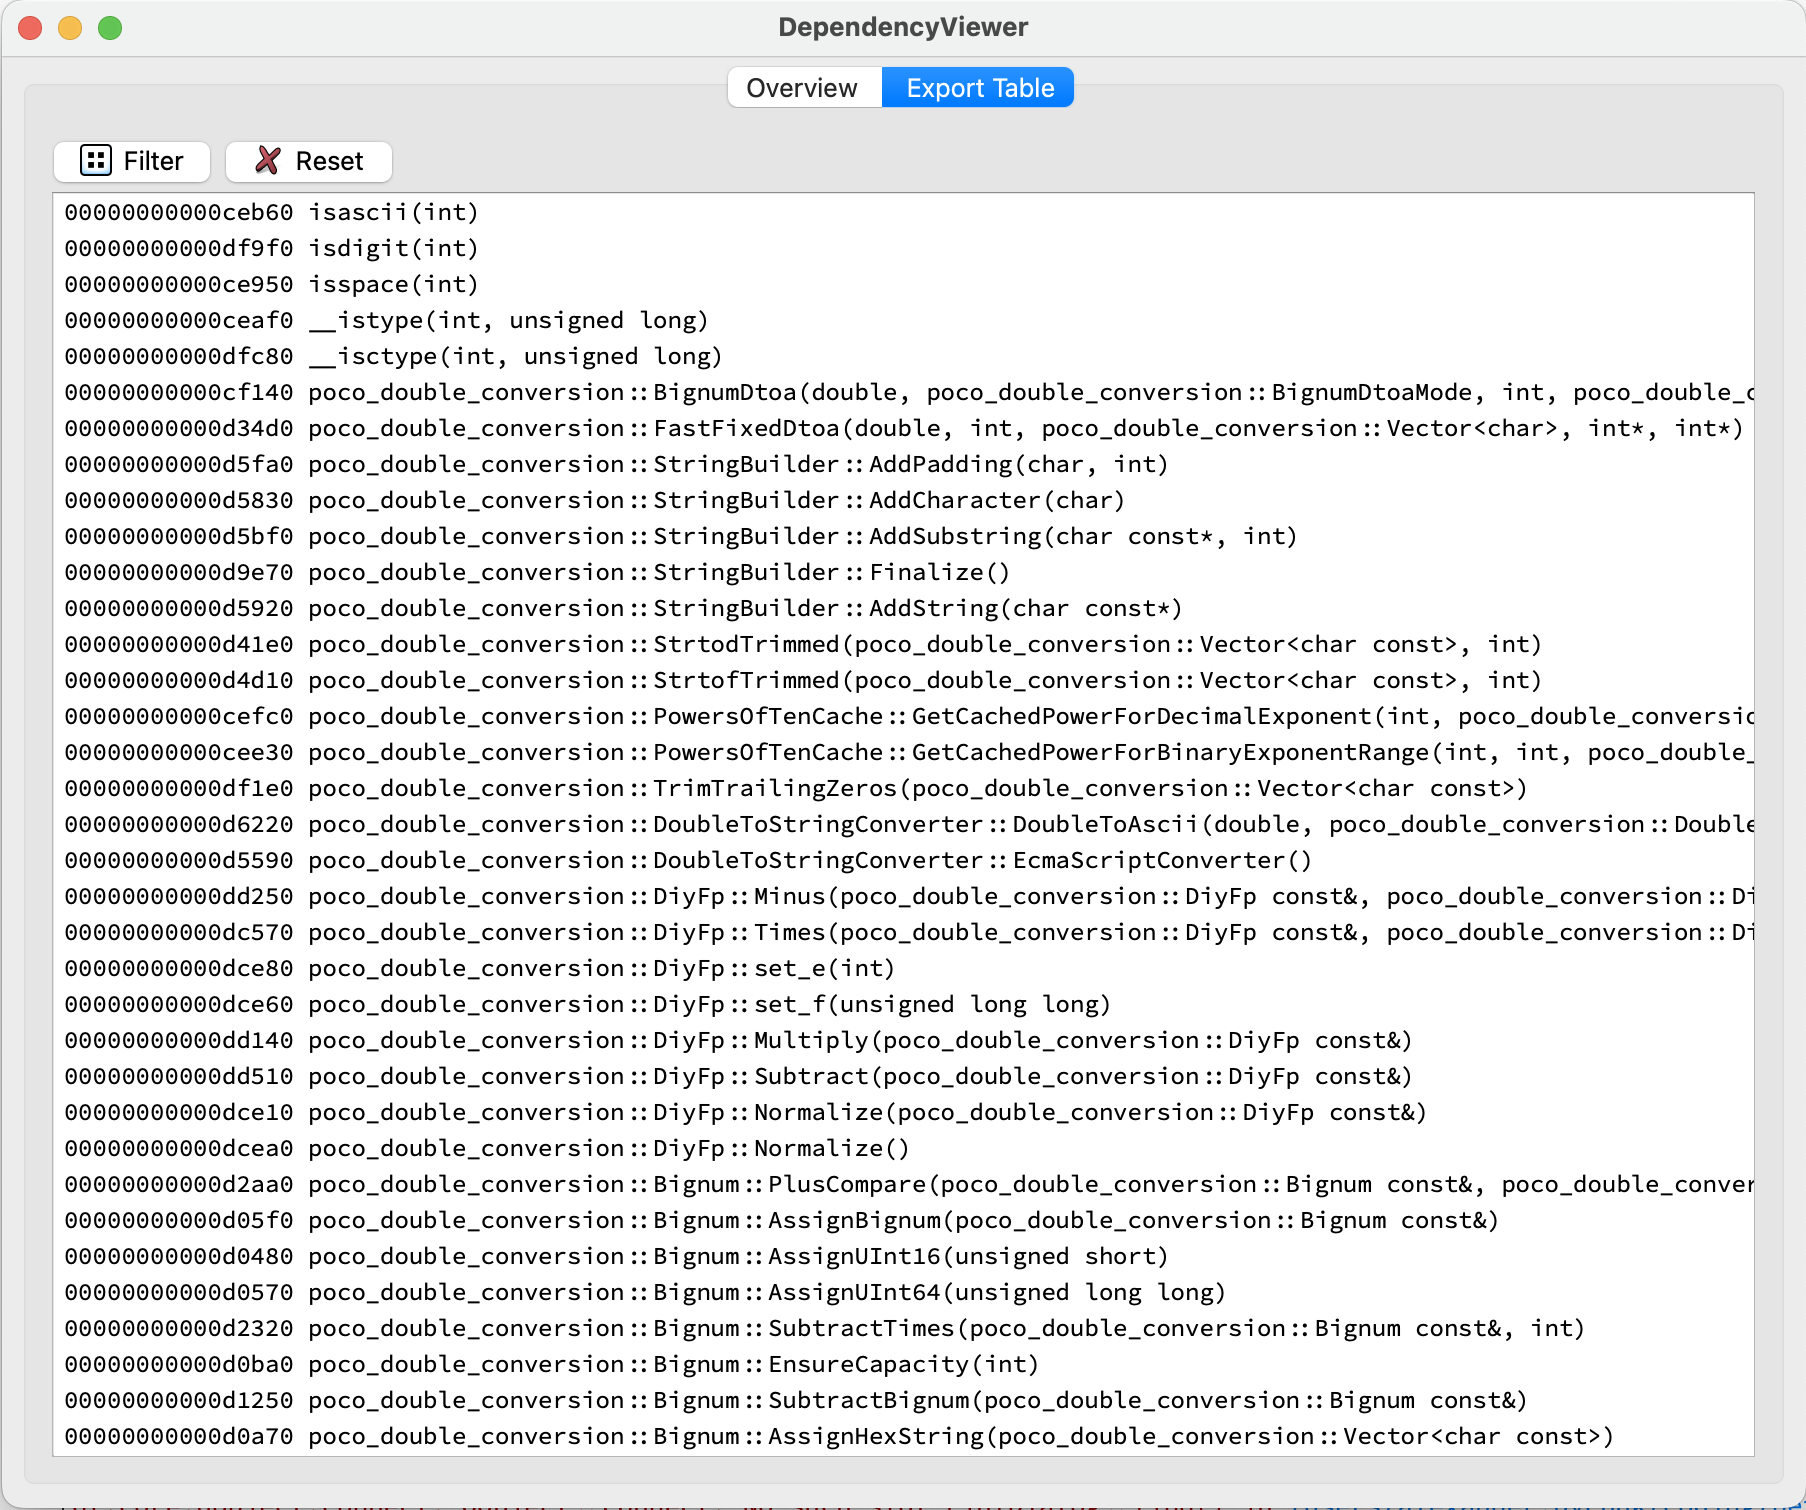 DependencyViewer
Overview Export Table
Filter Reset
00000000000ceb60 isascii(int)
00000000000df9f0 isdigit(int)
00000000000ce950 isspace(int)
00000000000ceaf0 __istype(int, unsigned long)
00000000000dfc80 __isctype(int, unsigned long)
00000000000cf140 poco_double_conversion::BignumDtoa(double, poco_double_conversion::BignumDtoaMode, int, poco_double_c
00000000000d34d0 poco_double_conversion::FastFixedDtoa(double, int, poco_double_conversion::Vector<char>, int*, int*)
00000000000d5fa0 poco_double_conversion::StringBuilder::AddPadding(char, int)
00000000000d5830 poco_double_conversion::StringBuilder::AddCharacter(char)
00000000000d5bf0 poco_double_conversion::StringBuilder::AddSubstring(char const*, int)
00000000000d9e70 poco_double_conversion::StringBuilder::Finalize()
00000000000d5920 poco_double_conversion::StringBuilder::AddString(char const*)
00000000000d41e0 poco_double_conversion::StrtodTrimmed(poco_double_conversion::Vector<char const>, int)
00000000000d4d10 poco_double_conversion::StrtofTrimmed(poco_double_conversion::Vector<char const>, int)
00000000000cefc0 poco_double_conversion::PowersOfTenCache::GetCachedPowerForDecimalExponent(int, poco_double_conversio
00000000000cee30 poco_double_conversion::PowersOfTenCache::GetCachedPowerForBinaryExponentRange(int, int, poco_double_
00000000000df1e0 poco_double_conversion::TrimTrailingZeros(poco_double_conversion::Vector<char const>)
00000000000d6220 poco_double_conversion::DoubleToStringConverter::DoubleToAscii(double, poco_double_conversion::Double
00000000000d5590 poco_double_conversion::DoubleToStringConverter::EcmaScriptConverter()
00000000000dd250 poco_double_conversion::DiyFp::Minus(poco_double_conversion::DiyFp const&, poco_double_conversion::Di
00000000000dc570 poco_double_conversion::DiyFp::Times(poco_double_conversion::DiyFp const&, poco_double_conversion::Di
00000000000dce80 poco_double_conversion::DiyFp::set_e(int)
00000000000dce60 poco_double_conversion::DiyFp::set_f(unsigned long long)
00000000000dd140 poco_double_conversion::DiyFp::Multiply(poco_double_conversion::DiyFp const&)
00000000000dd510 poco_double_conversion::DiyFp::Subtract(poco_double_conversion::DiyFp const&)
00000000000dce10 poco_double_conversion::DiyFp::Normalize(poco_double_conversion::DiyFp const&)
00000000000dcea0 poco_double_conversion::DiyFp::Normalize()
00000000000d2aa0 poco_double_conversion::Bignum::PlusCompare(poco_double_conversion::Bignum const&, poco_double_conver
00000000000d05f0 poco_double_conversion::Bignum::AssignBignum(poco_double_conversion::Bignum const&)
00000000000d0480 poco_double_conversion::Bignum::AssignUInt16(unsigned short)
00000000000d0570 poco_double_conversion::Bignum::AssignUInt64(unsigned long long)
00000000000d2320 poco_double_conversion::Bignum::SubtractTimes(poco_double_conversion::Bignum const&, int)
00000000000d0ba0 poco_double_conversion::Bignum::EnsureCapacity(int)
00000000000d1250 poco_double_conversion::Bignum::SubtractBignum(poco_double_conversion::Bignum const&)
00000000000d0a70 poco_double_conversion::Bignum::AssignHexString(poco_double_conversion::Vector<char const>)